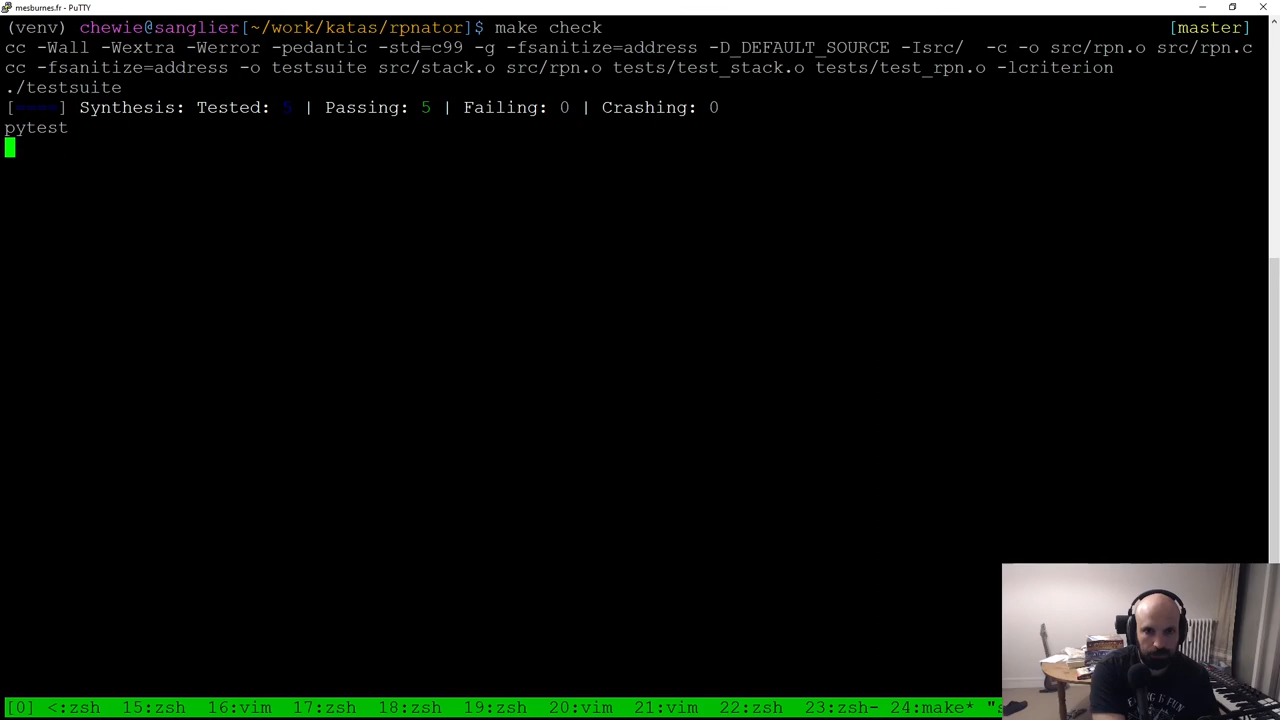 mesburnes.fr - PuTTY
(venv) chewie@sanglier[~/work/katas/rpnator]$ make check [master]
cc -Wall -Wextra -Werror -pedantic -std=c99 -g -fsanitize=address -D_DEFAULT_SOURCE -Isrc/ -c -o src/rpn.o src/rpn.c
cc -fsanitize=address -o testsuite src/stack.o src/rpn.o tests/test_stack.o tests/test_rpn.o -lcriterion
./testsuite
[====] Synthesis: Tested: 5 | Passing: 5 | Failing: 0 | Crashing: 0
pytest
[0] <:zsh 15:zsh 16:vim 17:zsh 18:zsh 19:zsh 20:vim 21:vim 22:zsh 23:zsh- 24:make* "s